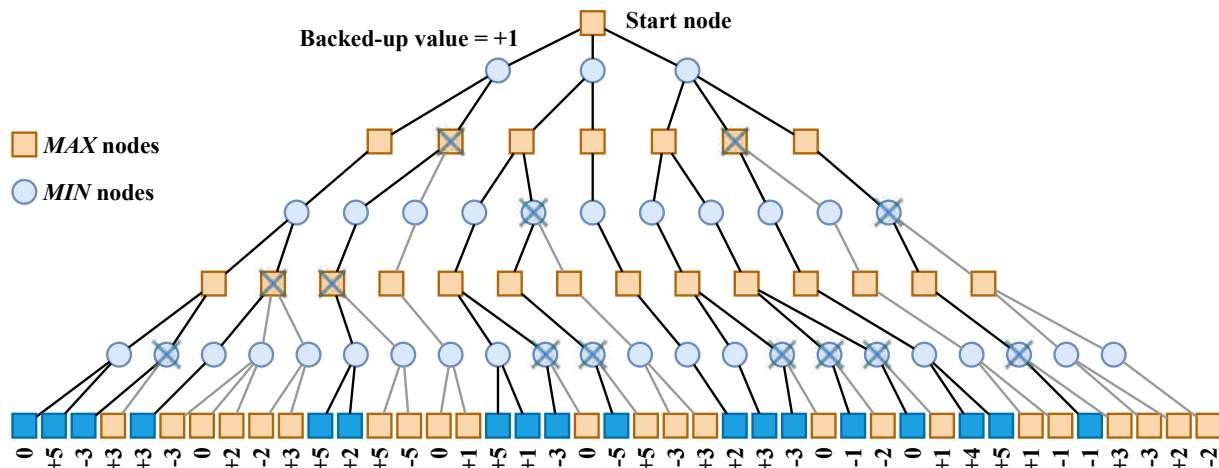 Start node
Backed-up value = +1
MAX nodes
MIN nodes
0 +5 -3 +3 +3 -3 0 +2 -2 +3 +5 +2 +5 -5 0 +1 +5 +1 -3 0 -5 +5 -3 +3 +2 +3 -3 0 -1 -2 0 +1 +4 +5 +1 -1 -1 +3 -3 +2 -2